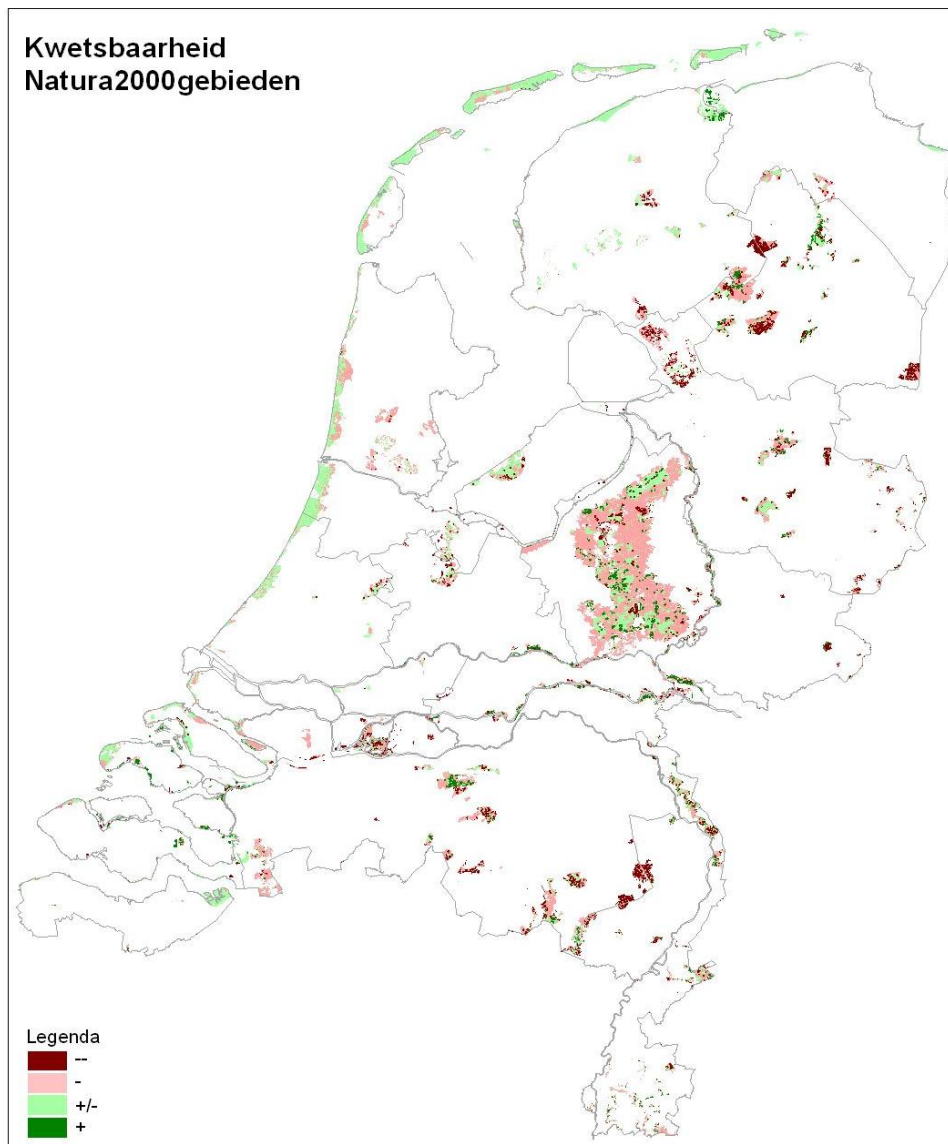 Kwetsbaarheid
Natura2000gebieden
Legenda
--
-
+/-
+